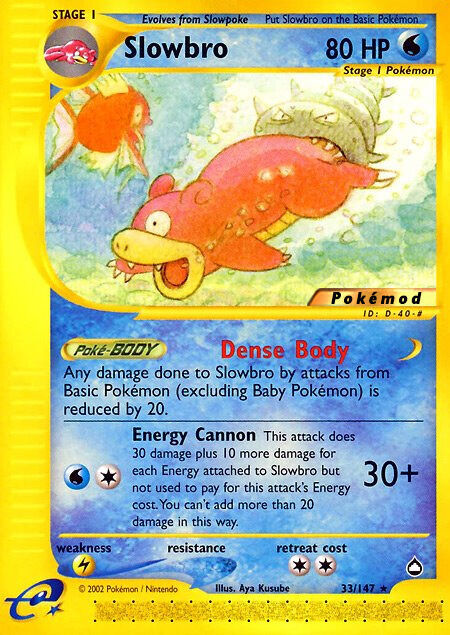 STAGE 1 Evolves from Slowpoke Put Slowbro on the Basic Pokémon
Slowbro 80 HP
Stage 1 Pokémon
Pokémod
ID: D-40-#
Poké-BODY Dense Body
Any damage done to Slowbro by attacks from
Basic Pokémon (excluding Baby Pokémon) is
reduced by 20.
Energy Cannon This attack does
30 damage plus 10 more damage for
each Energy attached to Slowbro but
not used to pay for this attack's Energy
cost. You can't add more than 20
damage in this way.
30+
weakness resistance retreat cost
e
© 2002 Pokémon / Nintendo Illus. Aya Kusube 33/147 ★